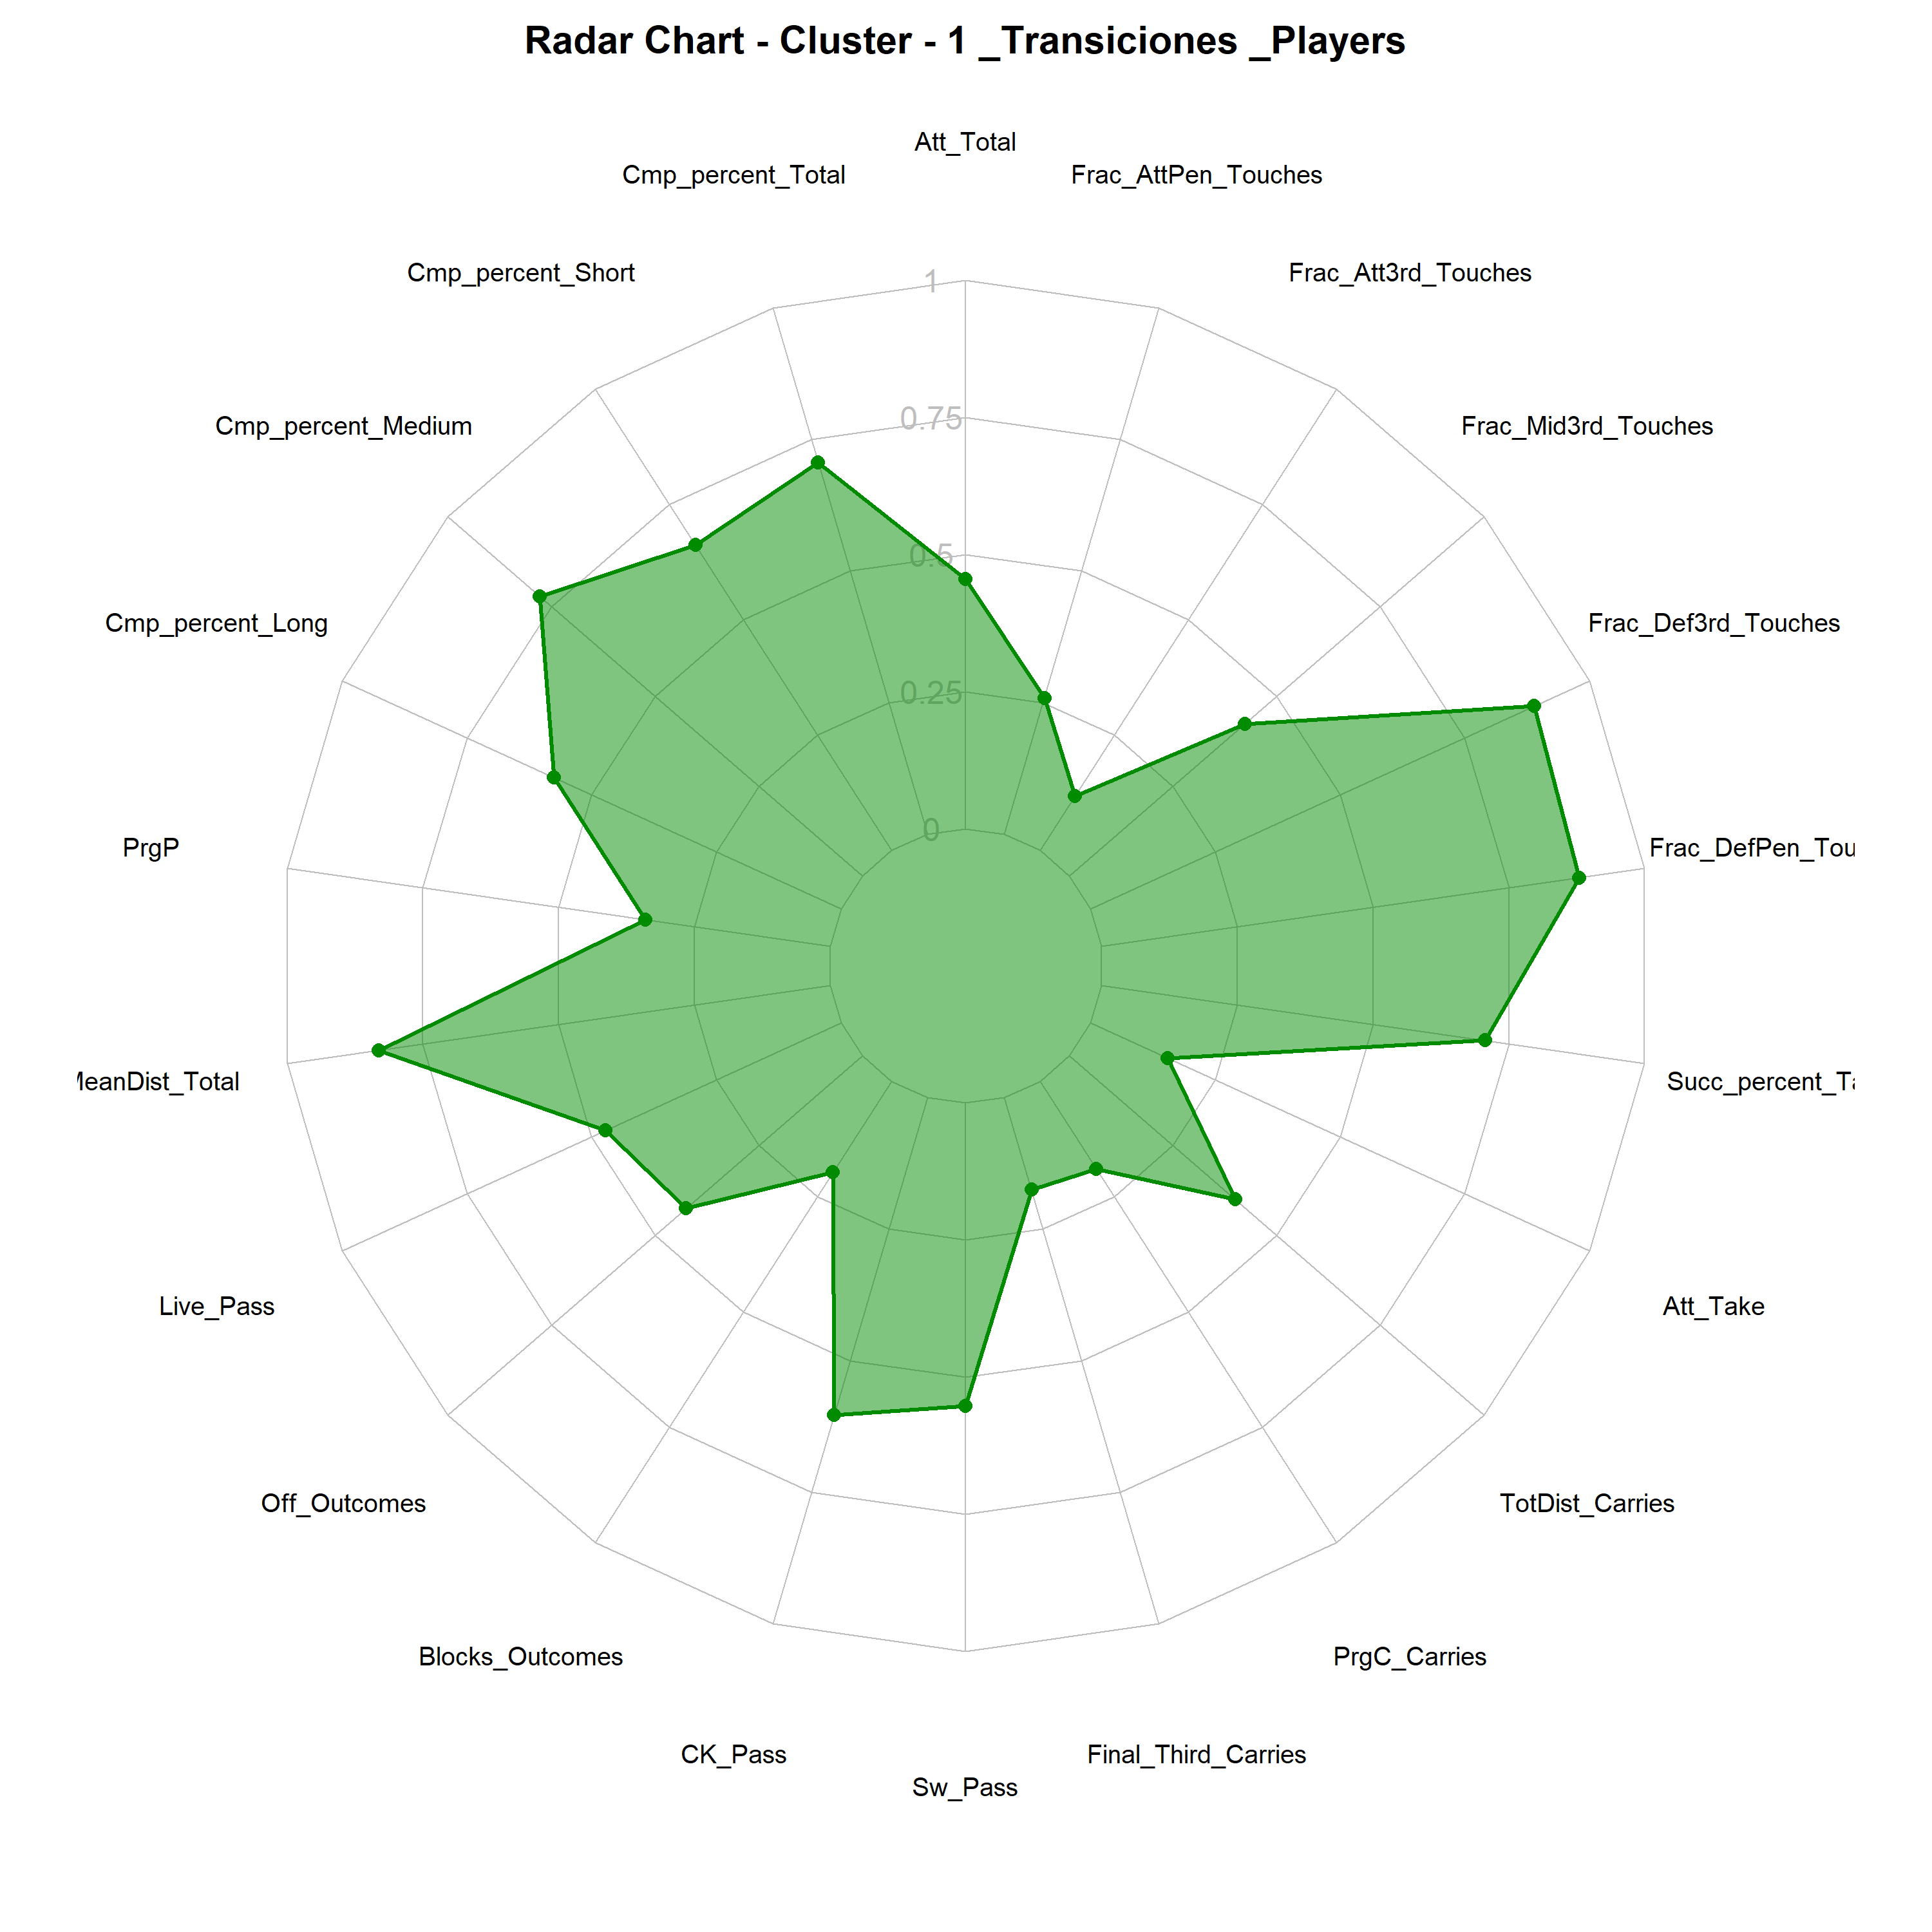 Radar Chart - Cluster - 1 _Transiciones _Players
Att_Total
Cmp_percent_Total
Frac_AttPen_Touches
Cmp_percent_Short
Frac_Att3rd_Touches
1
0.75
Cmp_percent_Medium
Frac_Mid3rd_Touches
0.5
Cmp_percent_Long
Frac_Def3rd_Touches
0.25
0
PrgP
Frac_DefPen_Tou
MeanDist_Total
Succ_percent_Ta
Live_Pass
Att_Take
Off_Outcomes
TotDist_Carries
Blocks_Outcomes
PrgC_Carries
CK_Pass
Final_Third_Carries
Sw_Pass